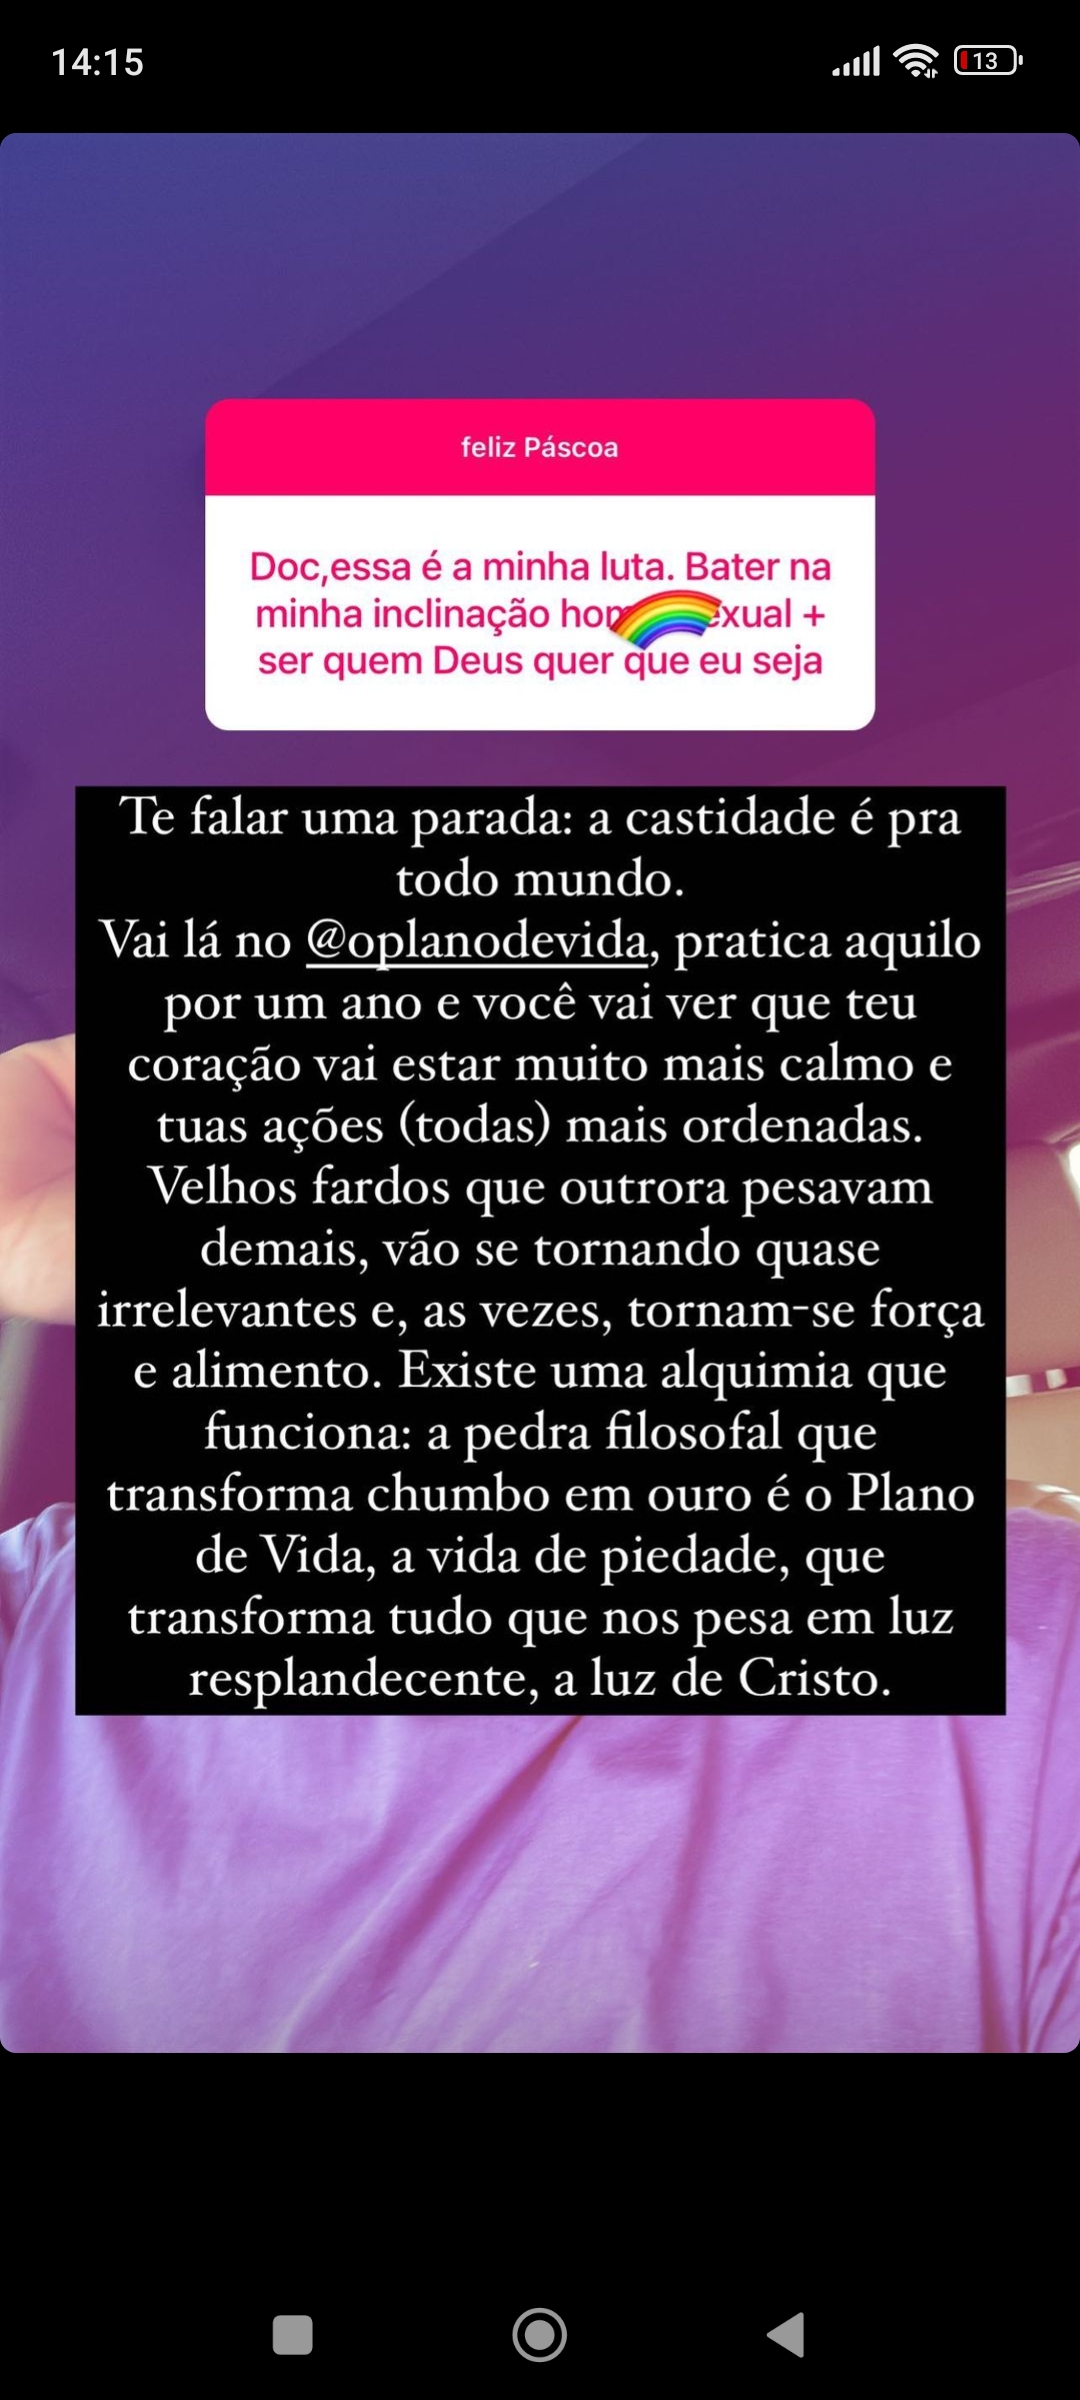 14:15
13
feliz Páscoa
Doc,essa é a minha luta. Bater na
minha inclinação hom exual +
ser quem Deus quer que eu seja
Te falar uma parada: a castidade é pra
todo mundo.
Vai lá no @oplanodevida, pratica aquilo
por um ano e você vai ver que teu
coração vai estar muito mais calmo e
tuas ações (todas) mais ordenadas.
Velhos fardos que outrora pesavam
demais, vão se tornando quase
irrelevantes e, as vezes, tornam-se força
e alimento. Existe uma alquimia que
funciona: a pedra filosofal que
transforma chumbo em ouro é o Plano
de Vida, a vida de piedade, que
transforma tudo que nos pesa em luz
resplandecente, a luz de Cristo.